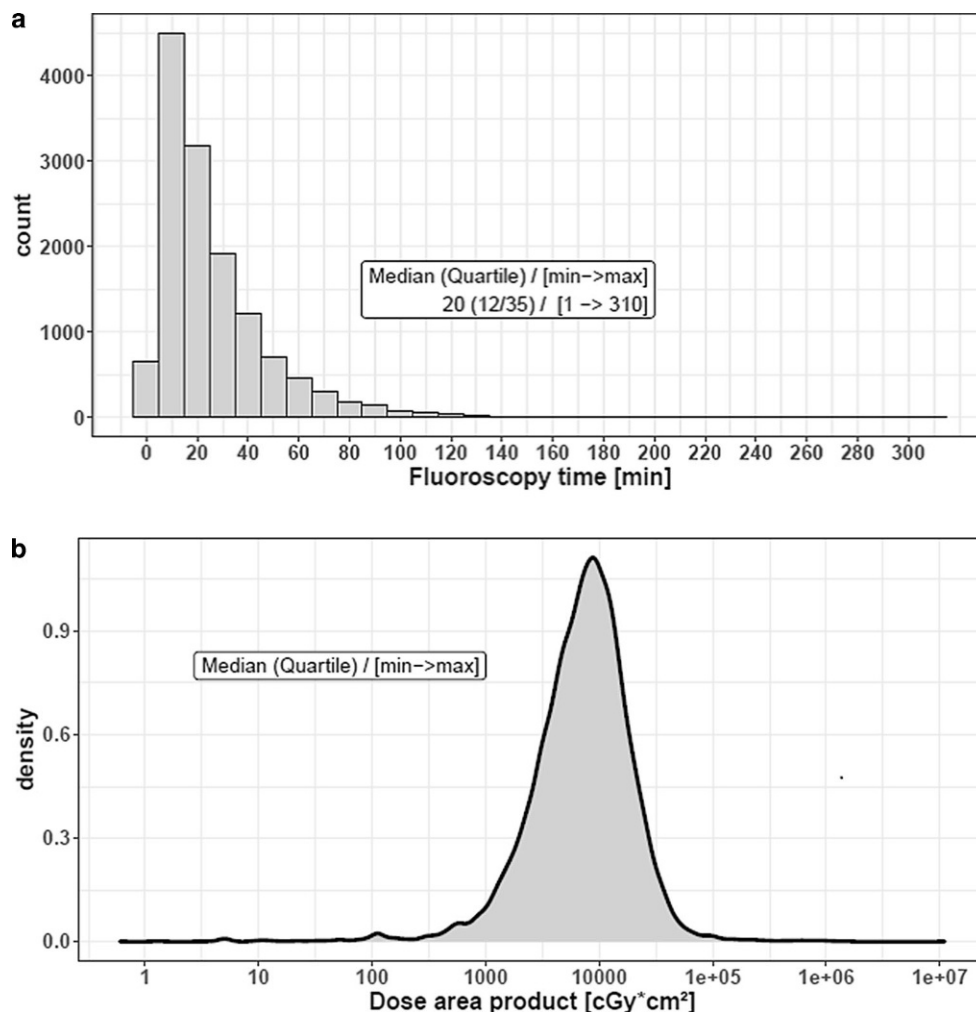 a
4000
3000
2000
1000
0
count
Median (Quartile) / [min−>max]
20 (12/35) / [1 −> 310]
0 20 40 60 80 100 120 140 160 180 200 220 240 260 280 300
Fluoroscopy time [min]
b
0.9
0.6
0.3
0.0
density
Median (Quartile) / [min−>max]
1 10 100 1000 10000 1e+05 1e+06 1e+07
Dose area product [cGy*cm²]